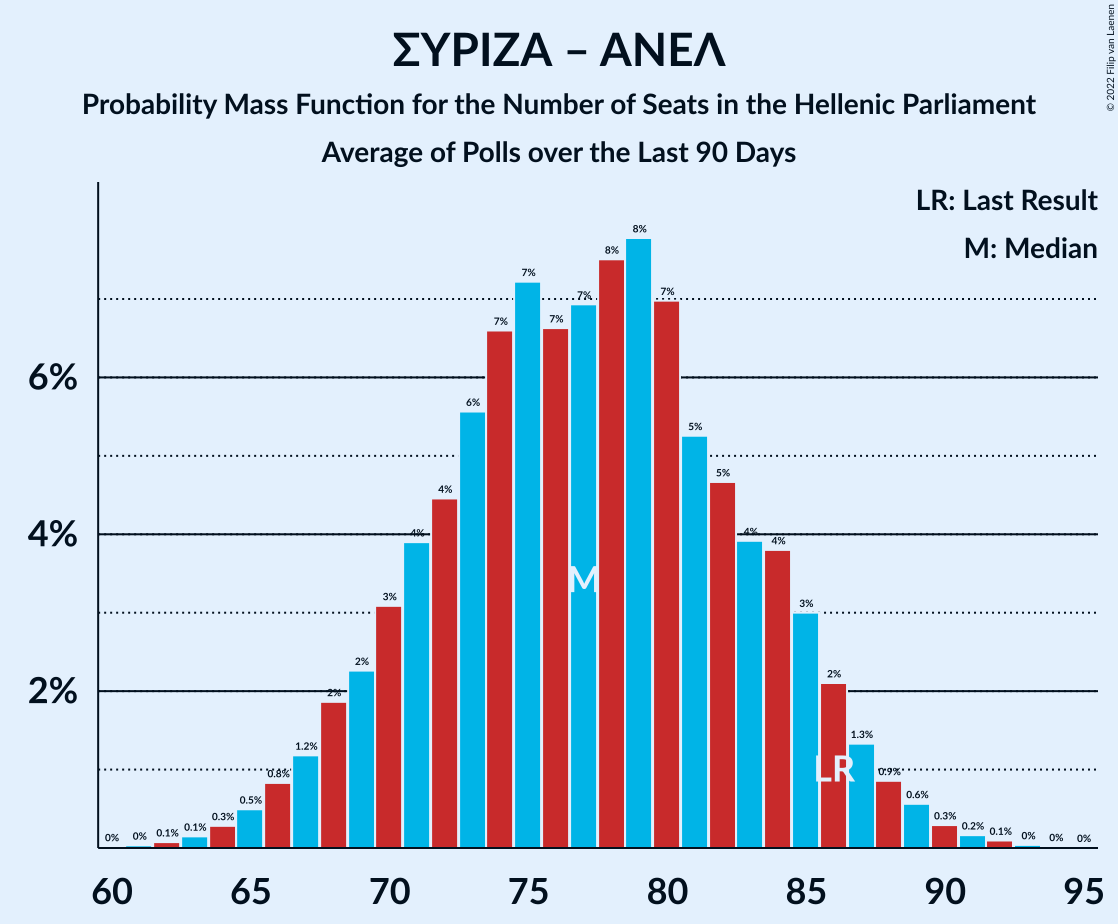 © 2022 Filip van Laenen
ΣΥΡΙΖΑ – ΑΝΕΛ
Probability Mass Function for the Number of Seats in the Hellenic Parliament
Average of Polls over the Last 90 Days
LR: Last Result
M: Median
6%
4%
2%
0% 0% 0.1% 0.1% 0.3% 0.5% 0.8% 1.2% 2% 2% 3% 4% 4% 6% 7% 7% 7% 7% 8% 8% 7% 5% 5% 4% 4% 3% 2% 1.3% 0.9% 0.6% 0.3% 0.2% 0.1% 0% 0% 0%
M
LR
60 65 70 75 80 85 90 95